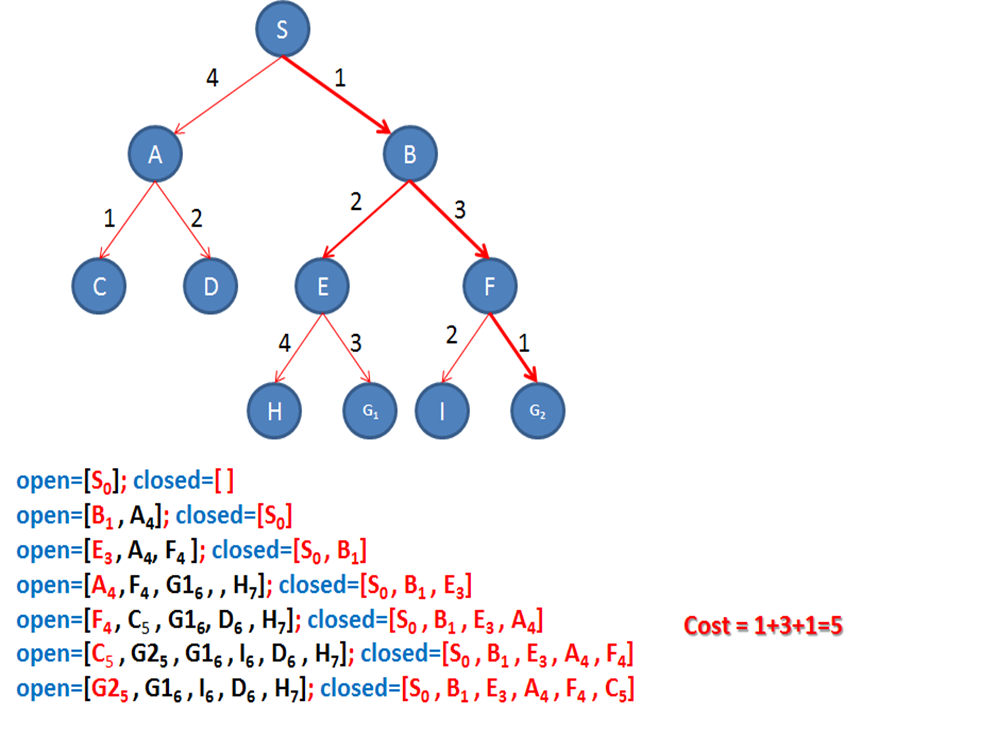 S
4 1
A B
1 2 2 3
C D E F
4 3 2 1
H G₁ I G₂
open=[S₀]; closed=[ ]
open=[B₁ , A₄]; closed=[S₀]
open=[E₃ , A₄, F₄ ]; closed=[S₀ , B₁]
open=[A₄ , F₄ , G1₆ , , H₇]; closed=[S₀ , B₁ , E₃]
open=[F₄ , C₅ , G1₆, D₆ , H₇]; closed=[S₀ , B₁ , E₃ , A₄]
Cost = 1+3+1=5
open=[C₅ , G2₅ , G1₆ , I₆ , D₆ , H₇]; closed=[S₀ , B₁ , E₃ , A₄ , F₄]
open=[G2₅ , G1₆ , I₆ , D₆ , H₇]; closed=[S₀ , B₁ , E₃ , A₄ , F₄ , C₅]